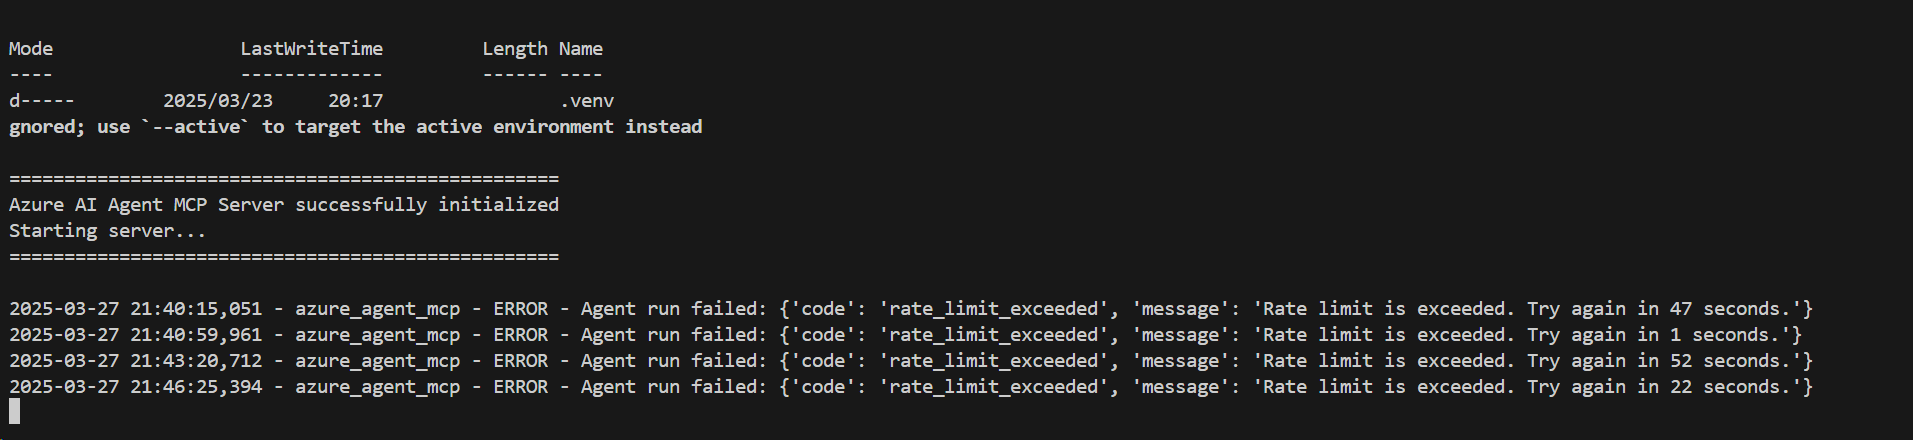 Mode                 LastWriteTime         Length Name
----                 -------------         ------ ----
d-----        2025/03/23     20:17                .venv
gnored; use `--active` to target the active environment instead
==================================================
Azure AI Agent MCP Server successfully initialized
Starting server...
==================================================
2025-03-27 21:40:15,051 - azure_agent_mcp - ERROR - Agent run failed: {'code': 'rate_limit_exceeded', 'message': 'Rate limit is exceeded. Try again in 47 seconds.'}
2025-03-27 21:40:59,961 - azure_agent_mcp - ERROR - Agent run failed: {'code': 'rate_limit_exceeded', 'message': 'Rate limit is exceeded. Try again in 1 seconds.'}
2025-03-27 21:43:20,712 - azure_agent_mcp - ERROR - Agent run failed: {'code': 'rate_limit_exceeded', 'message': 'Rate limit is exceeded. Try again in 52 seconds.'}
2025-03-27 21:46:25,394 - azure_agent_mcp - ERROR - Agent run failed: {'code': 'rate_limit_exceeded', 'message': 'Rate limit is exceeded. Try again in 22 seconds.'}